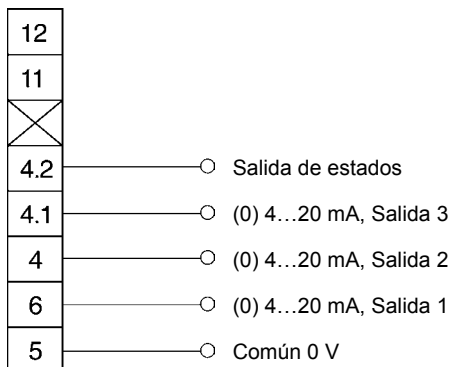 12
11
4.2 Salida de estados
4.1 (0) 4…20 mA, Salida 3
4 (0) 4…20 mA, Salida 2
6 (0) 4…20 mA, Salida 1
5 Común 0 V